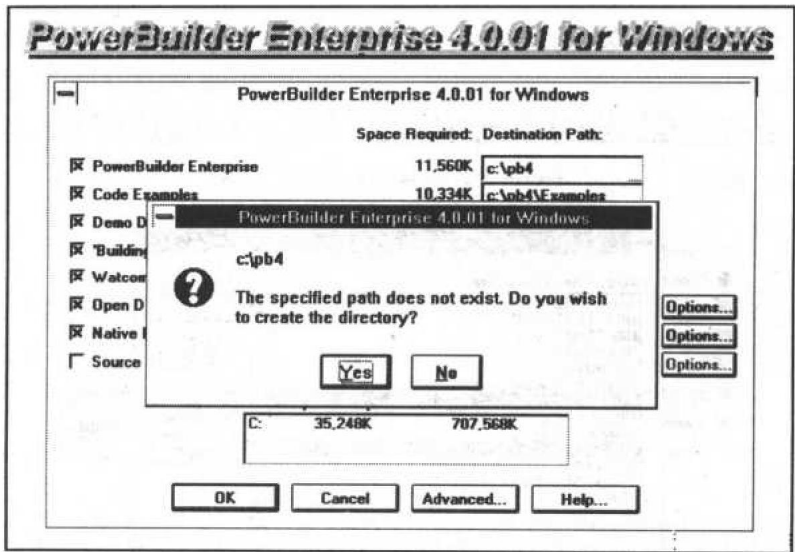 PowerBuilder Enterprise 4.0.01 for Windows
PowerBuilder Enterprise 4.0.01 for Windows
Space Required: Destination Path:
PowerBuilder Enterprise 11,560K c:\pb4
Code Examples 10,334K c:\pb4\Examples
Demo D
PowerBuilder Enterprise 4.0.01 for Windows
"Building
Watcom
Open D Options...
Native Options...
Source Options...
c:\pb4
The specified path does not exist. Do you wish
to create the directory?
Yes No
C: 35,248K 707,568K
OK Cancel Advanced... Help...